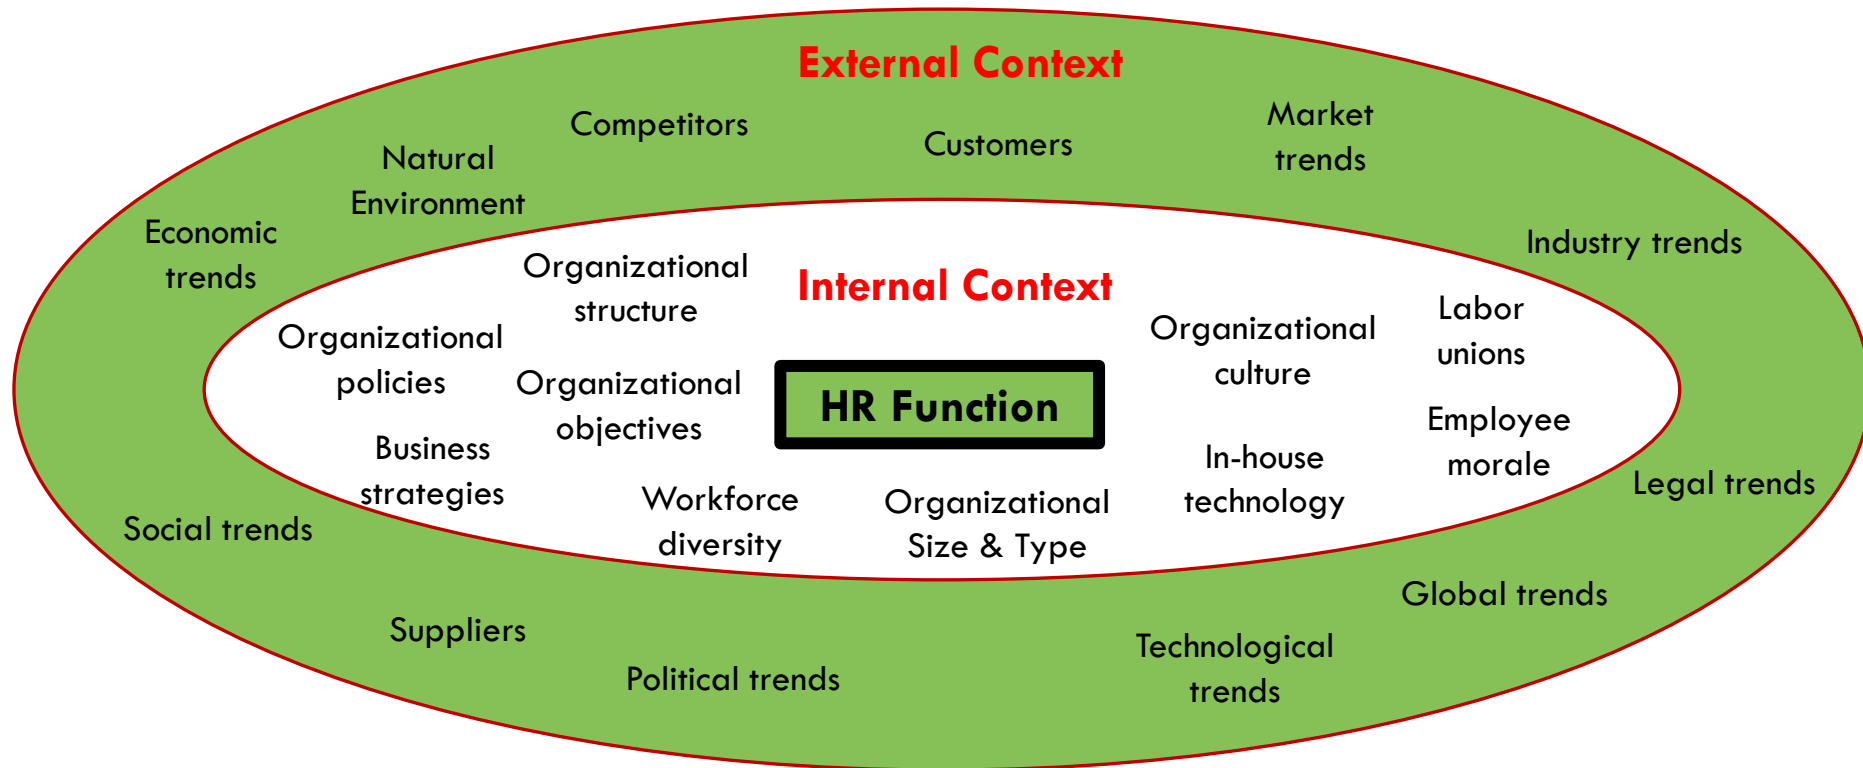 External Context
Competitors
Customers
Market
trends
Natural
Environment
Economic
trends
Industry trends
Organizational
structure
Internal Context
Organizational
policies
Organizational
objectives
HR Function
Organizational
culture
Labor
unions
Business
strategies
Employee
morale
In-house
technology
Workforce
diversity
Organizational
Size & Type
Legal trends
Social trends
Global trends
Suppliers
Political trends
Technological
trends